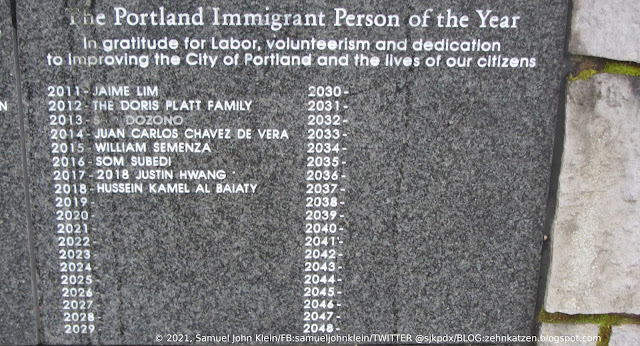 The Portland Immigrant Person of the Year
In gratitude for Labor, volunteerism and dedication
to improving the City of Portland and the lives of our citizens
2011 - JAIME LIM
2012 - THE DORIS PLATT FAMILY
2013 - S DOZONO
2014 - JUAN CARLOS CHAVEZ DE VERA
2015 - WILLIAM SEMENZA
2016 - SOM SUBEDI
2017 - 2018 JUSTIN HWANG
2018 - HUSSEIN KAMEL AL BAIATY
2019 -
2020 -
2021 -
2022 -
2023 -
2024 -
2025 -
2026 -
2027 -
2028 -
2029 -
2030 -
2031 -
2032 -
2033 -
2034 -
2035 -
2036 -
2037 -
2038 -
2039 -
2040 -
2041 -
2042 -
2043 -
2044 -
2045 -
2046 -
2047 -
2048 -
© 2021, Samuel John Klein/FB:samueljohnklein/TWITTER @sjkpdx/BLOG:zehnkatzen.blogspot.com